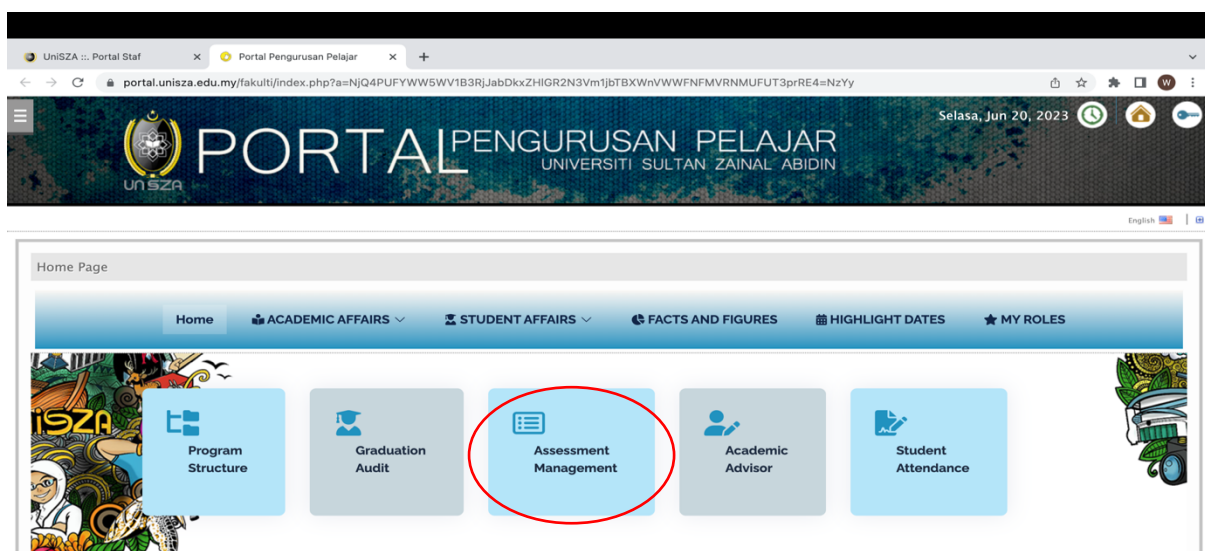 UniSZA ::. Portal Staf
Portal Pengurusan Pelajar
portal.unisza.edu.my/fakulti/index.php?a=NjQ4PUFYWW5WV1B3RjJabDkxZHlGR2N3Vm1jbTBXWnVWWFNFMVRNMUFUT3prRE4=NzYy
W
Selasa, Jun 20, 2023
UniSZA
PORTAL PENGURUSAN PELAJAR
UNIVERSITI SULTAN ZAINAL ABIDIN
English
Home Page
Home ACADEMIC AFFAIRS STUDENT AFFAIRS FACTS AND FIGURES HIGHLIGHT DATES MY ROLES
iSZA
Program
Structure
Graduation
Audit
Assessment
Management
Academic
Advisor
Student
Attendance